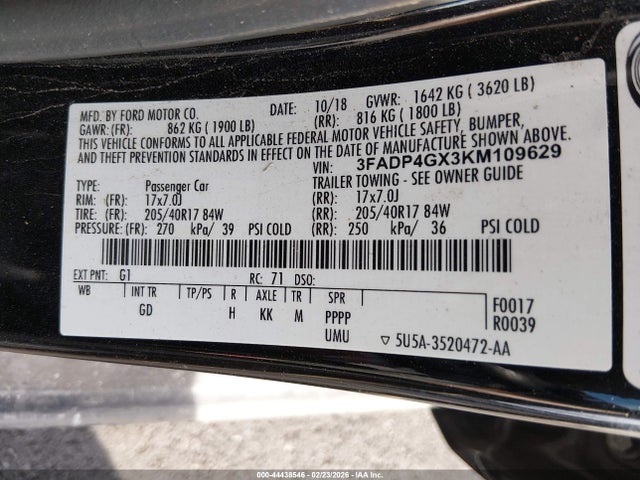 MFD. BY FORD MOTOR CO. DATE: 10/18 GVWR: 1642 KG ( 3620 LB)
GAWR: (FR): 862 KG ( 1900 LB) (RR): 816 KG ( 1800 LB)
THIS VEHICLE CONFORMS TO ALL APPLICABLE FEDERAL MOTOR VEHICLE SAFETY, BUMPER,
AND THEFT PREVENTION STANDARDS IN EFFECT ON THE DATE OF MANUFACTURE SHOWN ABOVE.
VIN: 3FADP4GX3KM109629
TYPE: Passenger Car TRAILER TOWING - SEE OWNER GUIDE
RIM: (FR): 17x7.0J (RR): 17x7.0J
TIRE: (FR): 205/40R17 84W (RR): 205/40R17 84W
PRESSURE: (FR): 270 kPa/ 39 PSI COLD (RR): 250 kPa/ 36 PSI COLD
EXT PNT: G1 RC: 71 DSO:
WB INT TR TP/PS R AXLE TR SPR F0017
GD H KK M PPPP R0039
UMU ▽ 5U5A-3520472-AA
000-44438546 - 02/23/2026 - IAA Inc.